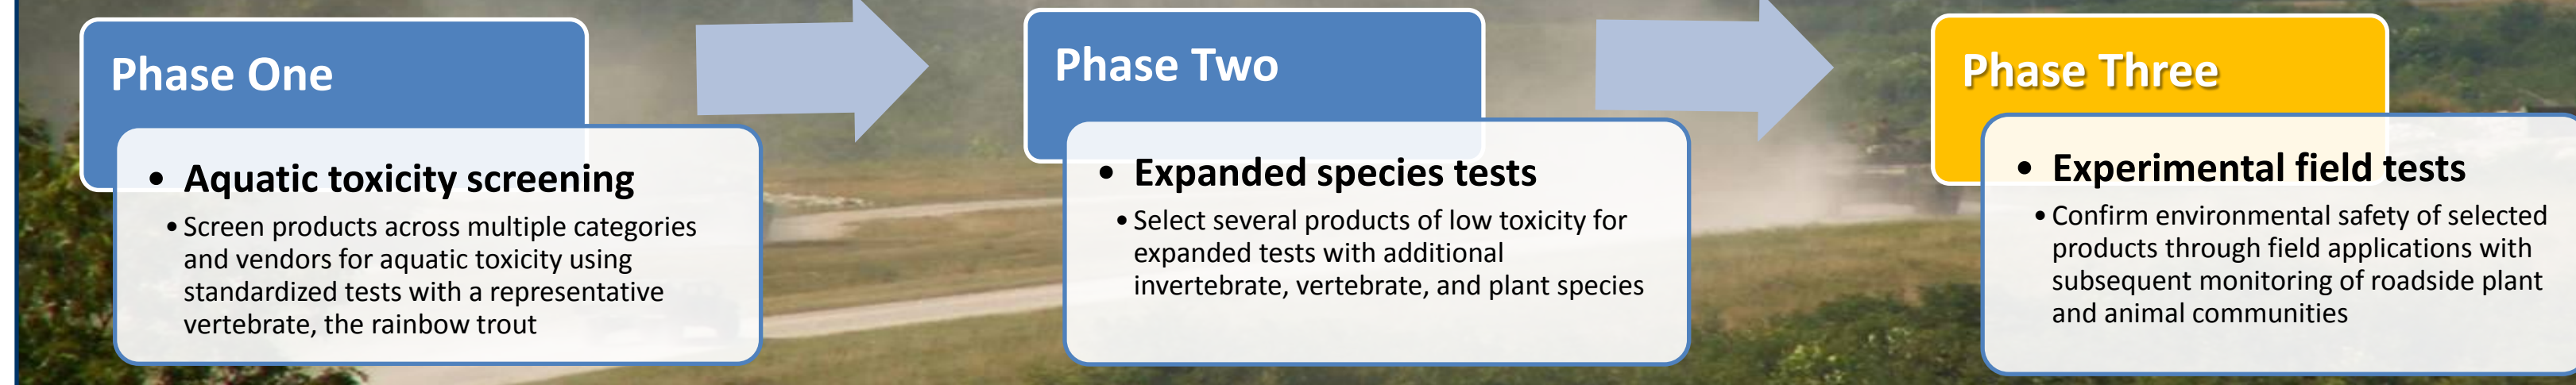 Phase One
• Aquatic toxicity screening
• Screen products across multiple categories
and vendors for aquatic toxicity using
standardized tests with a representative
vertebrate, the rainbow trout
Phase Two
• Expanded species tests
• Select several products of low toxicity for
expanded tests with additional
invertebrate, vertebrate, and plant species
Phase Three
• Experimental field tests
• Confirm environmental safety of selected
products through field applications with
subsequent monitoring of roadside plant
and animal communities